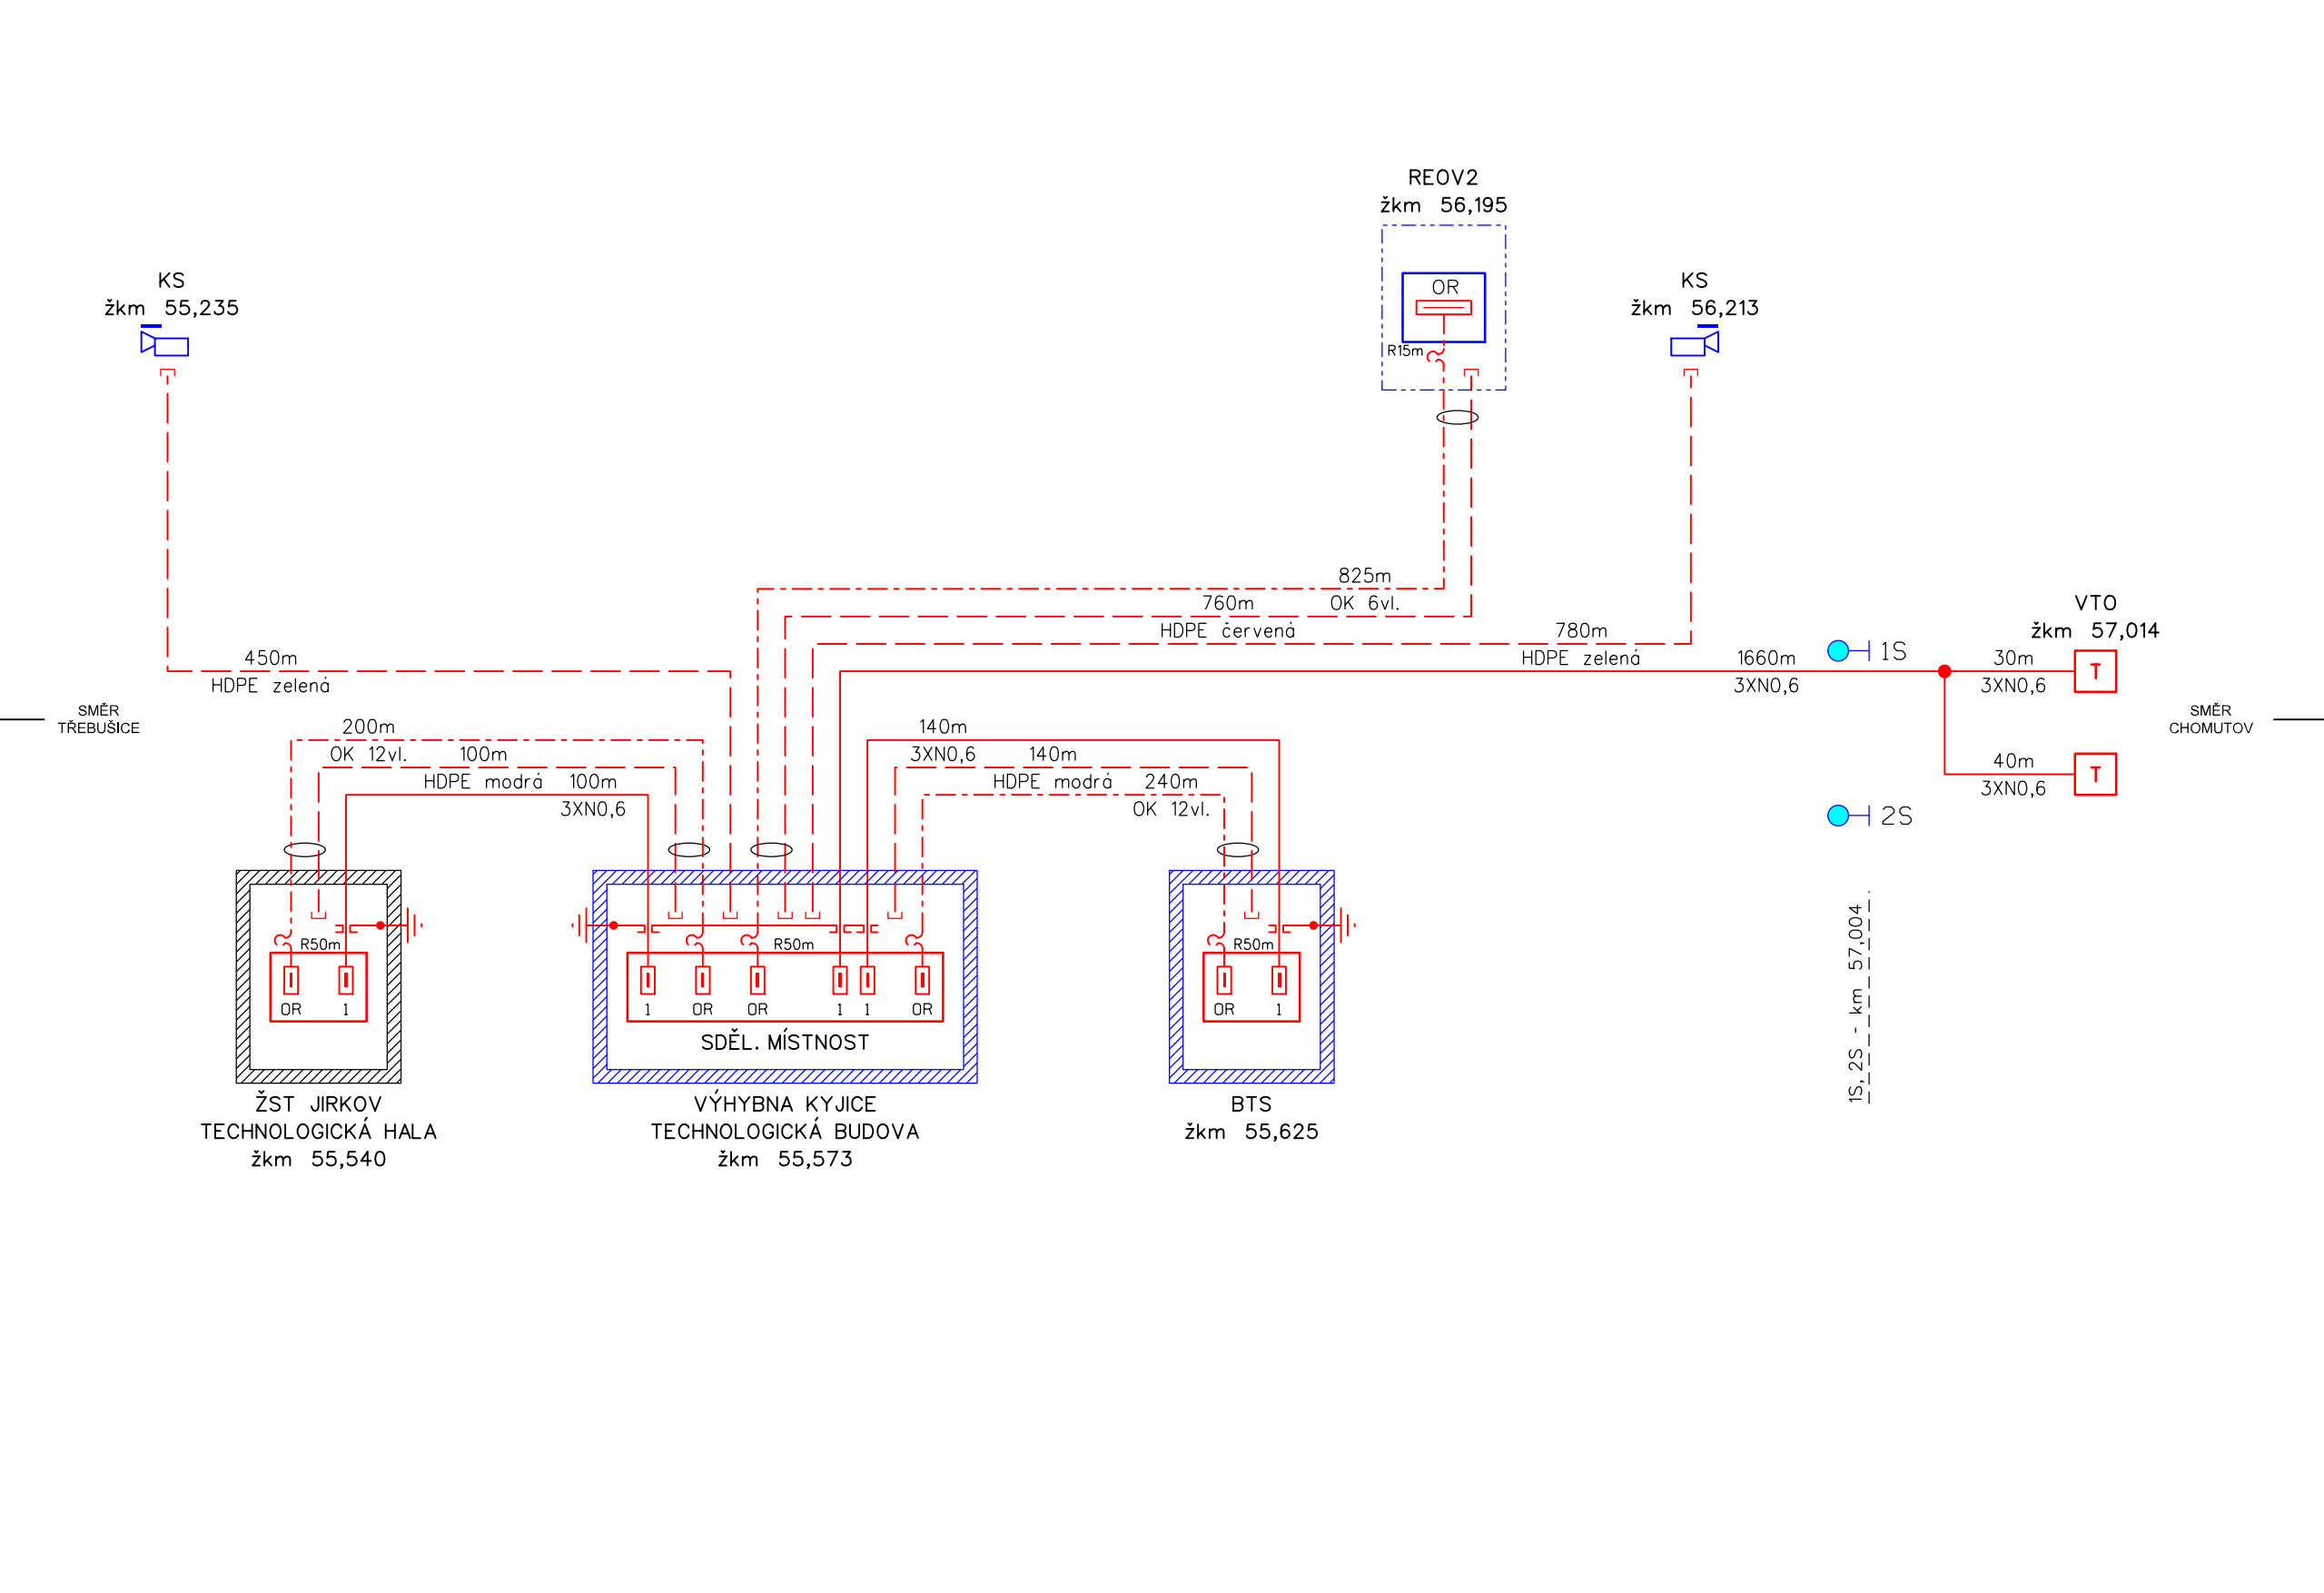 REOV2
žkm 56,195
OR
R15m
KS
žkm 55,235
KS
žkm 56,213
825m
OK 6vl.
760m
HDPE červená
780m
HDPE zelená
450m
HDPE zelená
1660m
3XN0,6
1S
30m
3XN0,6
VTO
žkm 57,014
T
40m
3XN0,6
T
2S
SMĚR
TŘEBUŠICE
SMĚR
CHOMUTOV
200m
OK 12vl.
100m
HDPE modrá
100m
3XN0,6
140m
3XN0,6
140m
HDPE modrá
240m
OK 12vl.
R50m
OR 1
R50m
1 OR OR 1 1 OR
SDĚL. MÍSTNOST
R50m
OR 1
1S, 2S - km 57,004
ŽST JIRKOV
TECHNOLOGICKÁ HALA
žkm 55,540
VÝHYBNA KYJICE
TECHNOLOGICKÁ BUDOVA
žkm 55,573
BTS
žkm 55,625